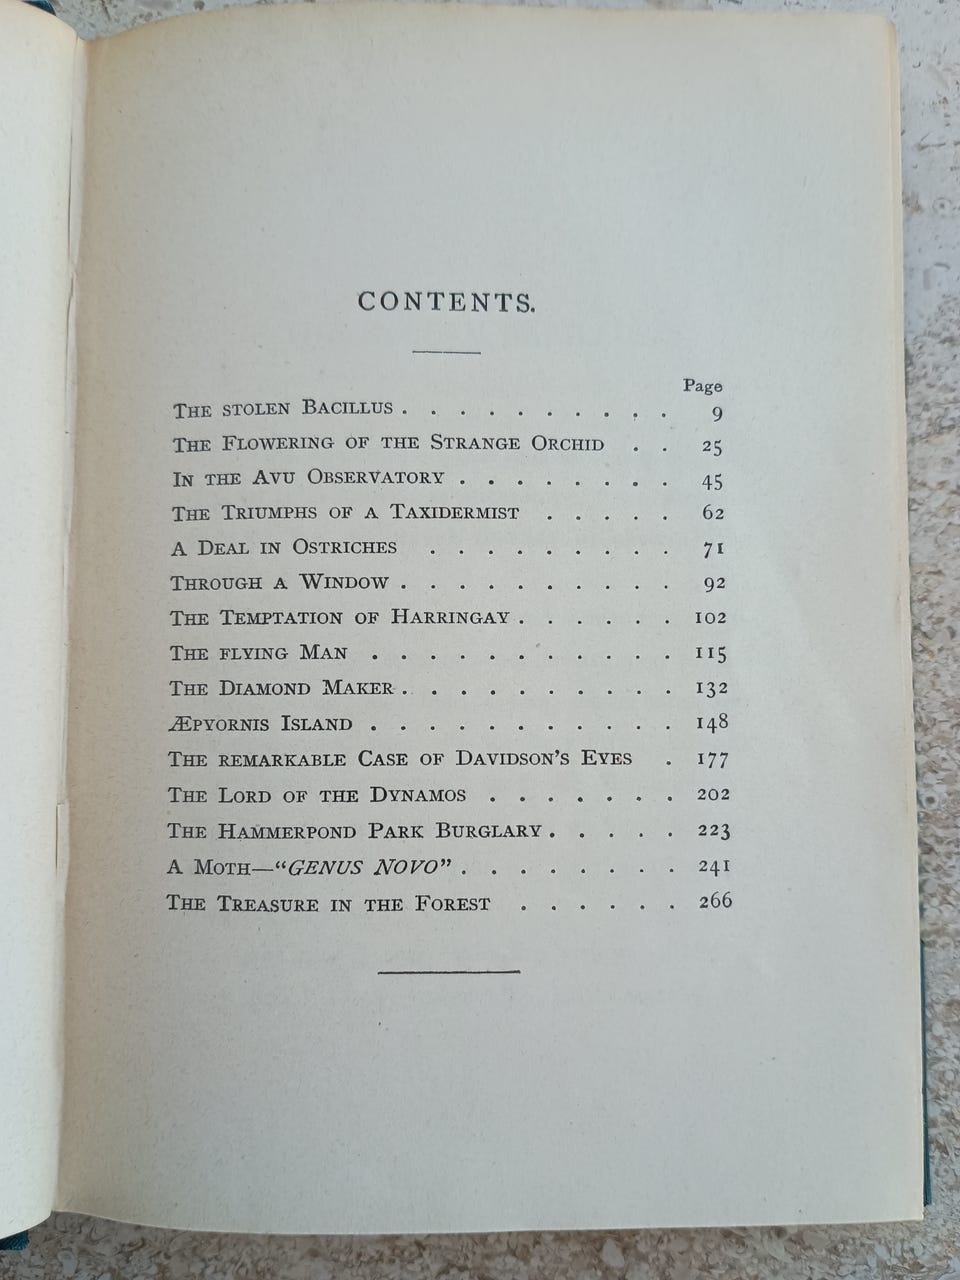 CONTENTS.
Page
The stolen Bacillus . . . . . . . . . . 9
The Flowering of the Strange Orchid . . 25
In the Avu Observatory . . . . . . . . 45
The Triumphs of a Taxidermist . . . . . 62
A Deal in Ostriches . . . . . . . . . 71
Through a Window . . . . . . . . . . 92
The Temptation of Harringay . . . . . . 102
The flying Man . . . . . . . . . . . 115
The Diamond Maker . . . . . . . . . . 132
Æpyornis Island . . . . . . . . . . . 148
The remarkable Case of Davidson's Eyes . 177
The Lord of the Dynamos . . . . . . . 202
The Hammerpond Park Burglary . . . . . 223
A Moth—"GENUS NOVO" . . . . . . . . 241
The Treasure in the Forest . . . . . . 266